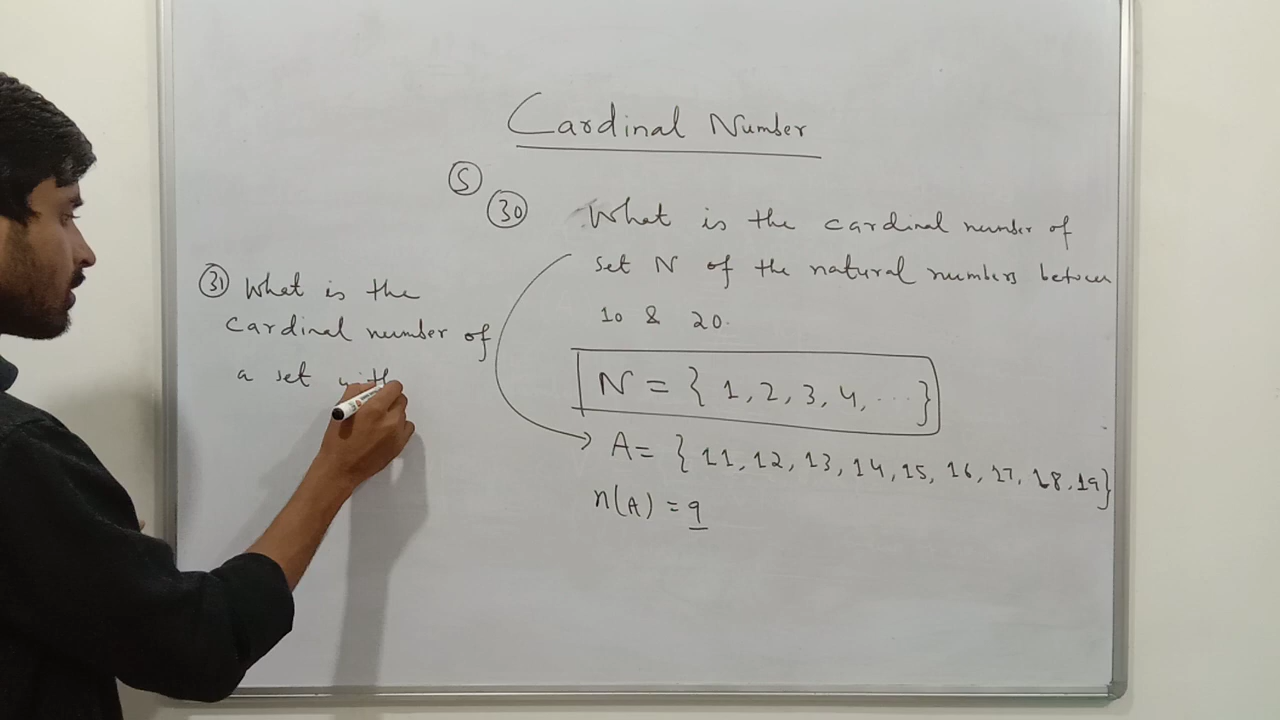 Cardinal Number
5
30 What is the cardinal number of
set N of the natural numbers between
10 & 20.
N = { 1, 2, 3, 4, ... }
A = { 11, 12, 13, 14, 15, 16, 17, 18, 19}
n(A) = 9
31 What is the
Cardinal number of
a set with